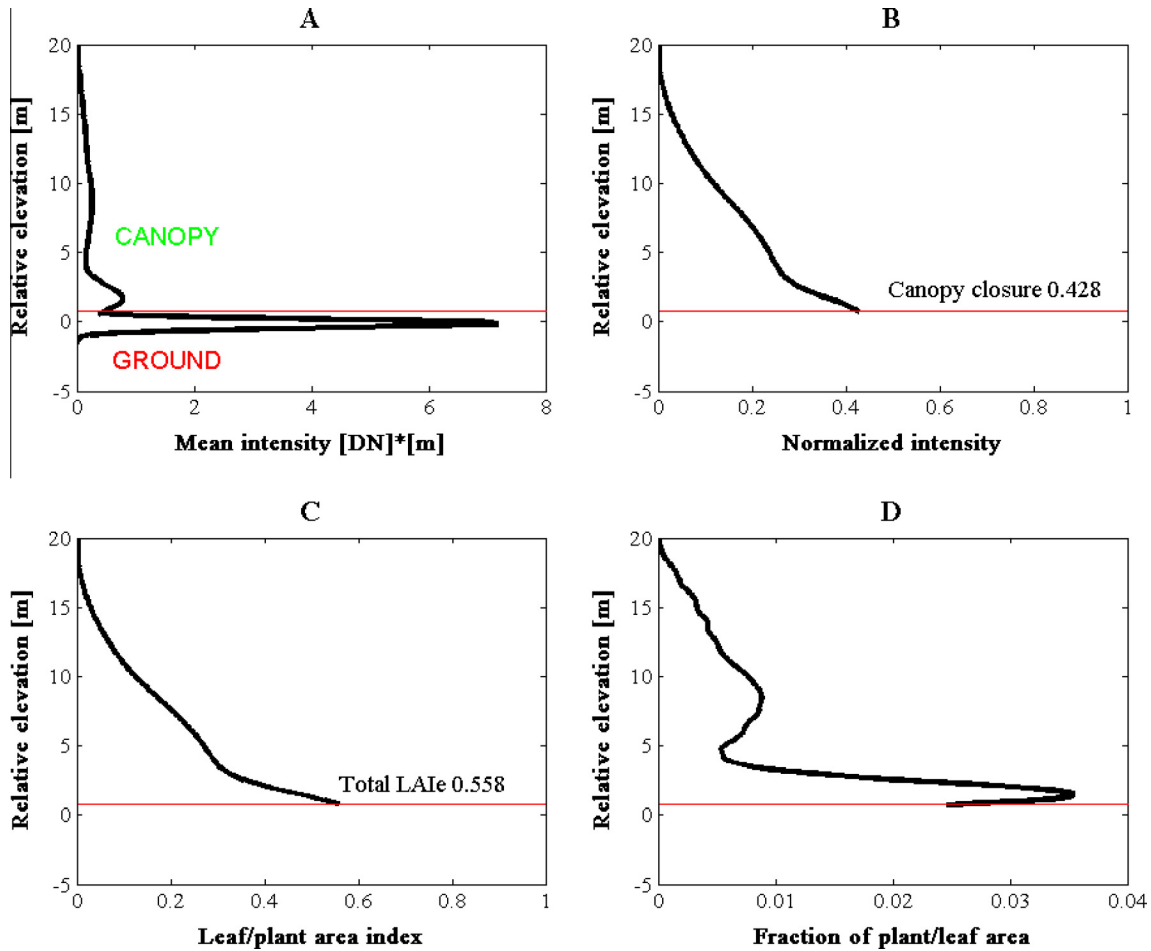 A
20
15
10
5
0
-5
Relative elevation [m]
CANOPY
GROUND
0 2 4 6 8
Mean intensity [DN]*[m]
B
20
15
10
5
0
-5
Relative elevation [m]
Canopy closure 0.428
0 0.2 0.4 0.6 0.8 1
Normalized intensity
C
20
15
10
5
0
-5
Relative elevation [m]
Total LAIe 0.558
0 0.2 0.4 0.6 0.8 1
Leaf/plant area index
D
20
15
10
5
0
-5
Relative elevation [m]
0 0.01 0.02 0.03 0.04
Fraction of plant/leaf area